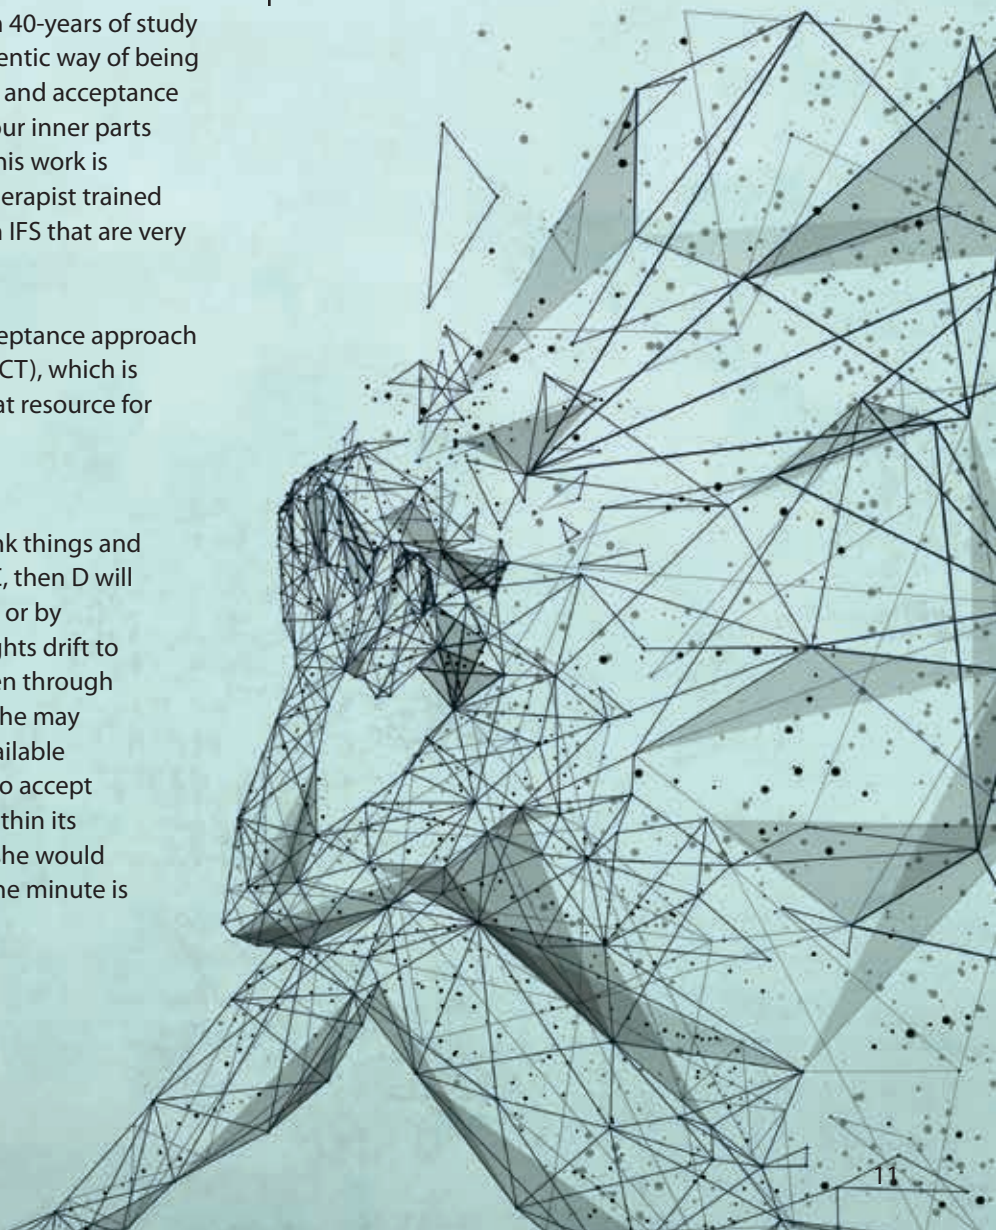 n 40-years of study
entic way of being
and acceptance
our inner parts
his work is
erapist trained
n IFS that are very
eptance approach
CT), which is
at resource for
nk things and
, then D will
or by
ghts drift to
en through
he may
ailable
o accept
thin its
she would
ne minute is
11